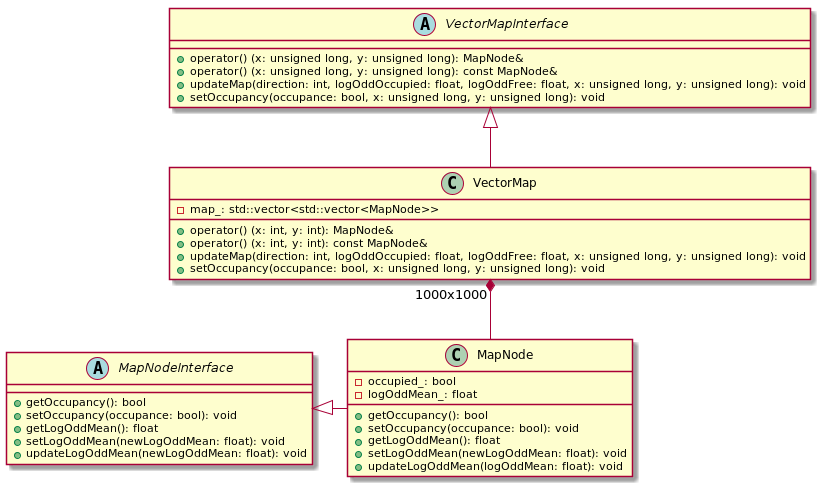 A VectorMapInterface
operator() (x: unsigned long, y: unsigned long): MapNode&
operator() (x: unsigned long, y: unsigned long): const MapNode&
updateMap(direction: int, logOddOccupied: float, logOddFree: float, x: unsigned long, y: unsigned long): void
setOccupancy(occupance: bool, x: unsigned long, y: unsigned long): void
C VectorMap
map_: std::vector<std::vector<MapNode>>
operator() (x: int, y: int): MapNode&
operator() (x: int, y: int): const MapNode&
updateMap(direction: int, logOddOccupied: float, logOddFree: float, x: unsigned long, y: unsigned long): void
setOccupancy(occupance: bool, x: unsigned long, y: unsigned long): void
1000x1000
A MapNodeInterface
getOccupancy(): bool
setOccupancy(occupance: bool): void
getLogOddMean(): float
setLogOddMean(newLogOddMean: float): void
updateLogOddMean(newLogOddMean: float): void
C MapNode
occupied_: bool
logOddMean_: float
getOccupancy(): bool
setOccupancy(occupance: bool): void
getLogOddMean(): float
setLogOddMean(newLogOddMean: float): void
updateLogOddMean(logOddMean: float): void